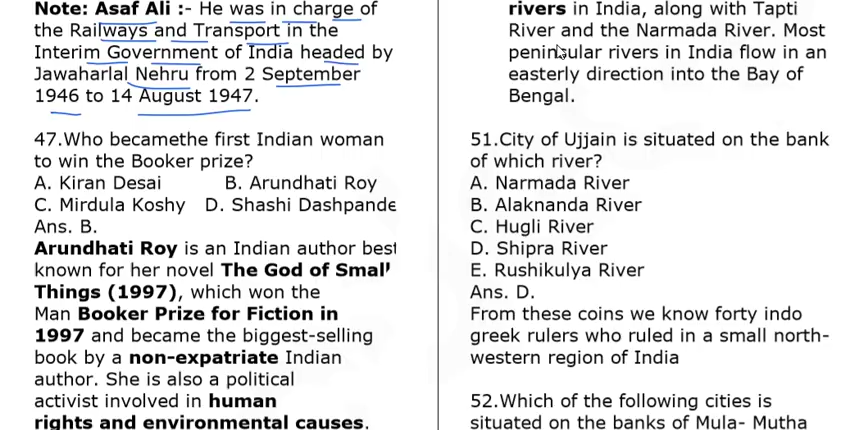 Note: Asaf Ali :- He was in charge of
the Railways and Transport in the
Interim Government of India headed by
Jawaharlal Nehru from 2 September
1946 to 14 August 1947.
47.Who becamethe first Indian woman
to win the Booker prize?
A. Kiran Desai B. Arundhati Roy
C. Mirdula Koshy D. Shashi Dashpande
Ans. B.
Arundhati Roy is an Indian author best
known for her novel The God of Small
Things (1997), which won the
Man Booker Prize for Fiction in
1997 and became the biggest-selling
book by a non-expatriate Indian
author. She is also a political
activist involved in human
rights and environmental causes.
rivers in India, along with Tapti
River and the Narmada River. Most
peninsular rivers in India flow in an
easterly direction into the Bay of
Bengal.
51.City of Ujjain is situated on the bank
of which river?
A. Narmada River
B. Alaknanda River
C. Hugli River
D. Shipra River
E. Rushikulya River
Ans. D.
From these coins we know forty indo
greek rulers who ruled in a small north-
western region of India
52.Which of the following cities is
situated on the banks of Mula- Mutha